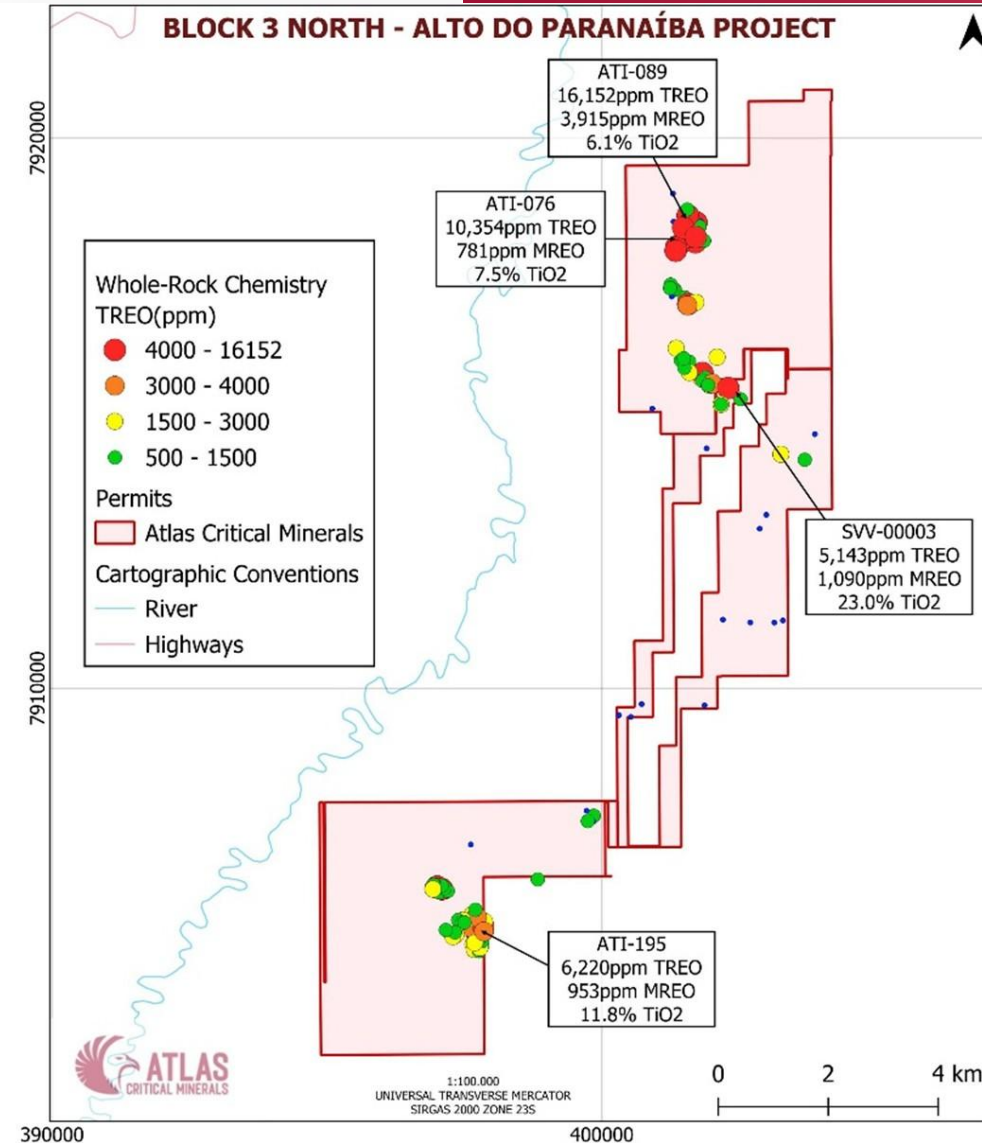 BLOCK 3 NORTH - ALTO DO PARANAÍBA PROJECT
ATI-089
16,152ppm TREO
3,915ppm MREO
6.1% TiO2
7920000
ATI-076
10,354ppm TREO
781ppm MREO
7.5% TiO2
Whole-Rock Chemistry
TREO(ppm)
4000 - 16152
3000 - 4000
1500 - 3000
500 - 1500
Permits
Atlas Critical Minerals
Cartographic Conventions
River
Highways
SVV-00003
5,143ppm TREO
1,090ppm MREO
23.0% TiO2
7910000
ATI-195
6,220ppm TREO
953ppm MREO
11.8% TiO2
ATLAS
CRITICAL MINERALS
1:100.000
UNIVERSAL TRANSVERSE MERCATOR
SIRGAS 2000 ZONE 23S
0 2 4 km
390000 400000